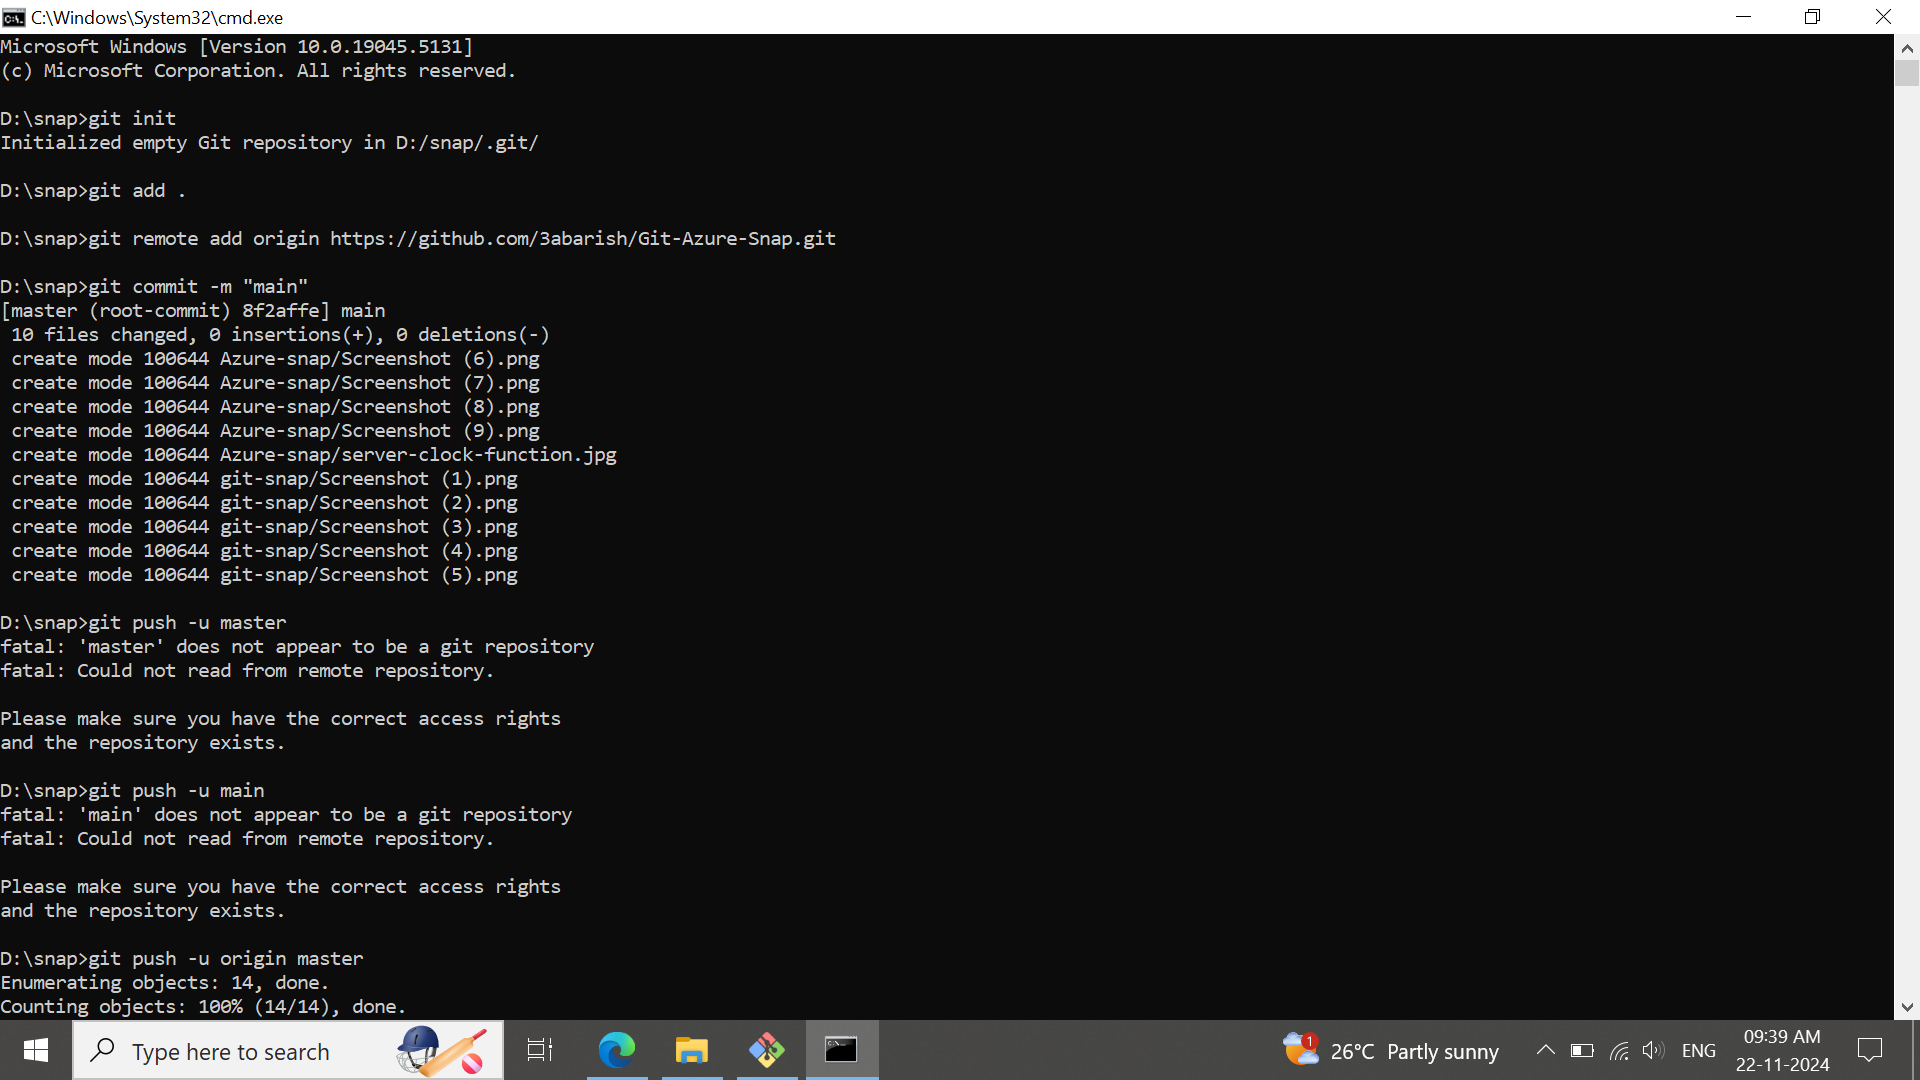 C:\Windows\System32\cmd.exe
Microsoft Windows [Version 10.0.19045.5131]
(c) Microsoft Corporation. All rights reserved.
D:\snap>git init
Initialized empty Git repository in D:/snap/.git/
D:\snap>git add .
D:\snap>git remote add origin https://github.com/3abarish/Git-Azure-Snap.git
D:\snap>git commit -m "main"
[master (root-commit) 8f2affe] main
 10 files changed, 0 insertions(+), 0 deletions(-)
 create mode 100644 Azure-snap/Screenshot (6).png
 create mode 100644 Azure-snap/Screenshot (7).png
 create mode 100644 Azure-snap/Screenshot (8).png
 create mode 100644 Azure-snap/Screenshot (9).png
 create mode 100644 Azure-snap/server-clock-function.jpg
 create mode 100644 git-snap/Screenshot (1).png
 create mode 100644 git-snap/Screenshot (2).png
 create mode 100644 git-snap/Screenshot (3).png
 create mode 100644 git-snap/Screenshot (4).png
 create mode 100644 git-snap/Screenshot (5).png
D:\snap>git push -u master
fatal: 'master' does not appear to be a git repository
fatal: Could not read from remote repository.
Please make sure you have the correct access rights
and the repository exists.
D:\snap>git push -u main
fatal: 'main' does not appear to be a git repository
fatal: Could not read from remote repository.
Please make sure you have the correct access rights
and the repository exists.
D:\snap>git push -u origin master
Enumerating objects: 14, done.
Counting objects: 100% (14/14), done.
Type here to search
1
26°C Partly sunny
ENG
09:39 AM
22-11-2024